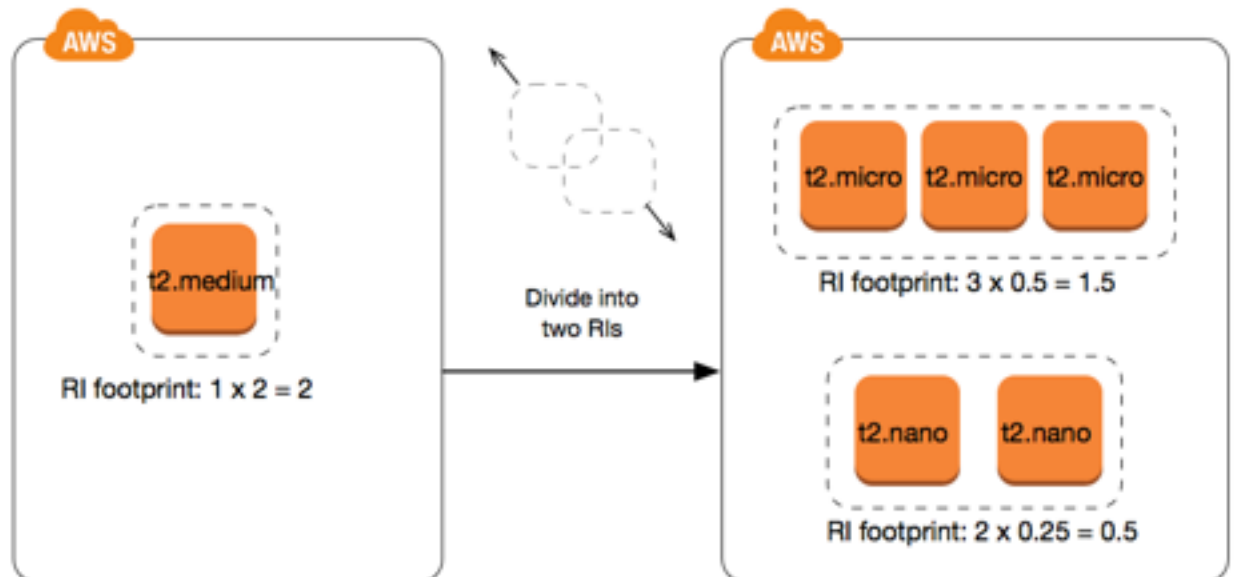 AWS
t2.medium
RI footprint: 1 x 2 = 2
Divide into
two RIs
AWS
t2.micro t2.micro t2.micro
RI footprint: 3 x 0.5 = 1.5
t2.nano t2.nano
RI footprint: 2 x 0.25 = 0.5